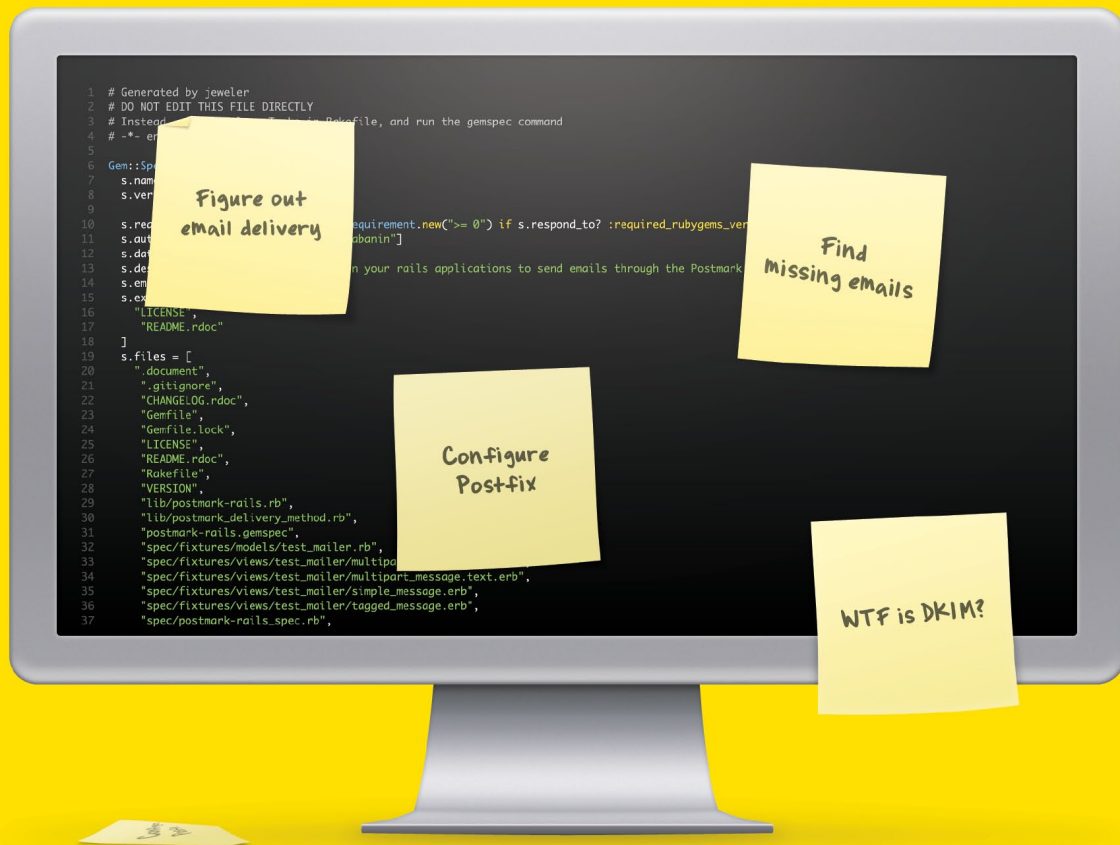 1 # Generated by jeweler
2 # DO NOT EDIT THIS FILE DIRECTLY
3 # Instead file, and run the gemspec command
4 # -*- en
5
6 Gem::Spe
7 s.nam
8 s.ver
9
10 s.req equirement.new(">= 0") if s.respond_to? :required_rubygems_ver
11 s.aut abanin"]
12 s.dat
13 s.des n your rails applications to send emails through the Postmark
14 s.em
15 s.ex
16 "LICENSE",
17 "README.rdoc"
18 ]
19 s.files = [
20 ".document",
21 ".gitignore",
22 "CHANGELOG.rdoc",
23 "Gemfile",
24 "Gemfile.lock",
25 "LICENSE",
26 "README.rdoc",
27 "Rakefile",
28 "VERSION",
29 "lib/postmark-rails.rb",
30 "lib/postmark_delivery_method.rb",
31 "postmark-rails.gemspec",
32 "spec/fixtures/models/test_mailer.rb",
33 "spec/fixtures/views/test_mailer/multipa
34 "spec/fixtures/views/test_mailer/multipart_message.text.erb",
35 "spec/fixtures/views/test_mailer/simple_message.erb",
36 "spec/fixtures/views/test_mailer/tagged_message.erb",
37 "spec/postmark-rails_spec.rb",
Figure out
email delivery
Find
missing emails
Configure
Postfix
WTF is DKIM?